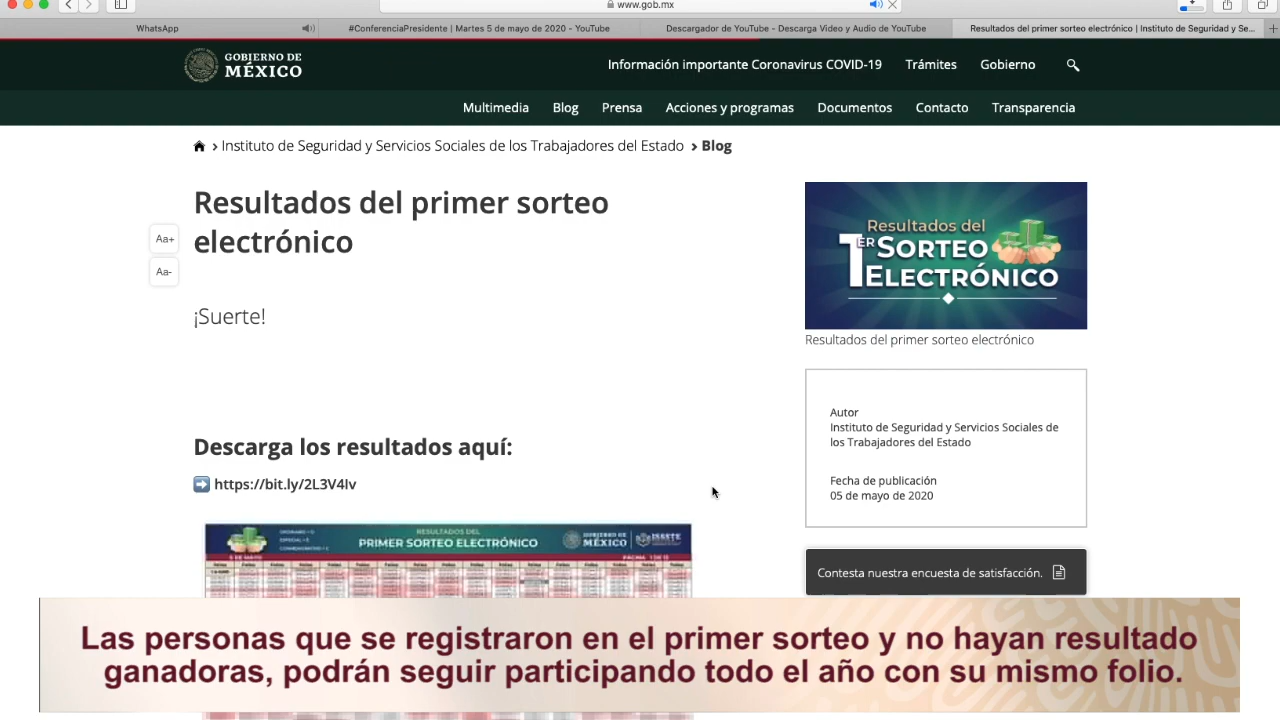 www.gob.mx
WhatsApp
#ConferenciaPresidente | Martes 5 de mayo de 2020 - YouTube
Descargador de YouTube - Descarga Video y Audio de YouTube
Resultados del primer sorteo electrónico | Instituto de Seguridad y Se...
GOBIERNO DE
MÉXICO
Información importante Coronavirus COVID-19
Trámites
Gobierno
Multimedia
Blog
Prensa
Acciones y programas
Documentos
Contacto
Transparencia
Instituto de Seguridad y Servicios Sociales de los Trabajadores del Estado
Blog
Aa+
Aa-
Resultados del primer sorteo
electrónico
¡Suerte!
Descarga los resultados aquí:
https://bit.ly/2L3V4lv
RESULTADOS DEL
PRIMER SORTEO ELECTRÓNICO
GOBIERNO DE
MÉXICO
ISSSTE
Resultados del
1ER SORTEO
ELECTRÓNICO
Resultados del primer sorteo electrónico
Autor
Instituto de Seguridad y Servicios Sociales de
los Trabajadores del Estado
Fecha de publicación
05 de mayo de 2020
Contesta nuestra encuesta de satisfacción.
Las personas que se registraron en el primer sorteo y no hayan resultado
ganadoras, podrán seguir participando todo el año con su mismo folio.